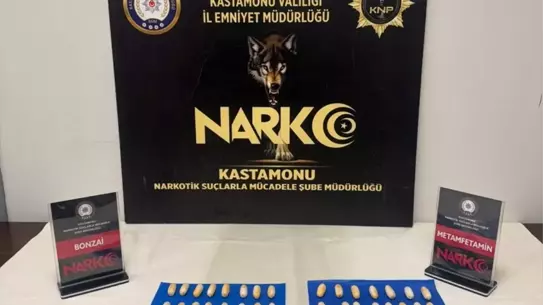 KASTAMONU VALİLİĞİ
İL EMNİYET MÜDÜRLÜĞÜ
KNP
NARKO
KASTAMONU
NARKOTİK SUÇLARLA MÜCADELE ŞUBE MÜDÜRLÜĞÜ
BONZAİ
NARKO
METAMFETAMİN
NARKO